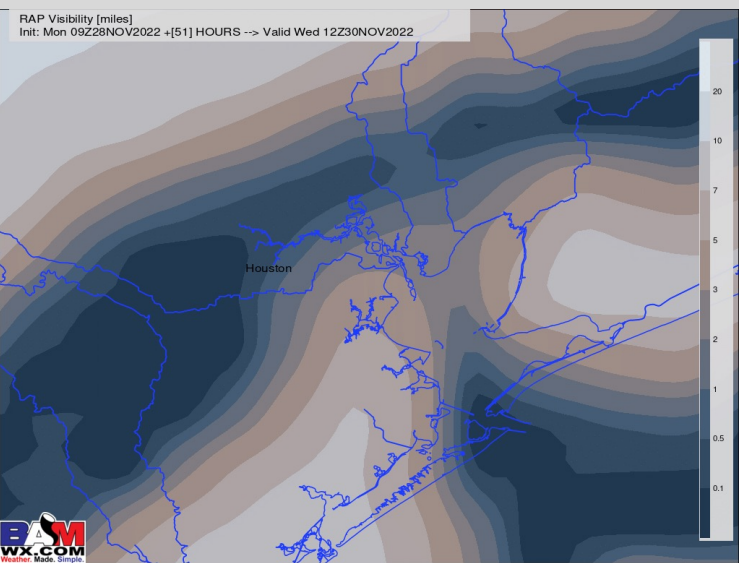 RAP Visibility [miles]
Init: Mon 09Z28NOV2022 +[51] HOURS --> Valid Wed 12Z30NOV2022
20
10
7
5
3
2
1
0.5
0.1
Houston
BAM
WX.COM
Weather. Made. Simple.